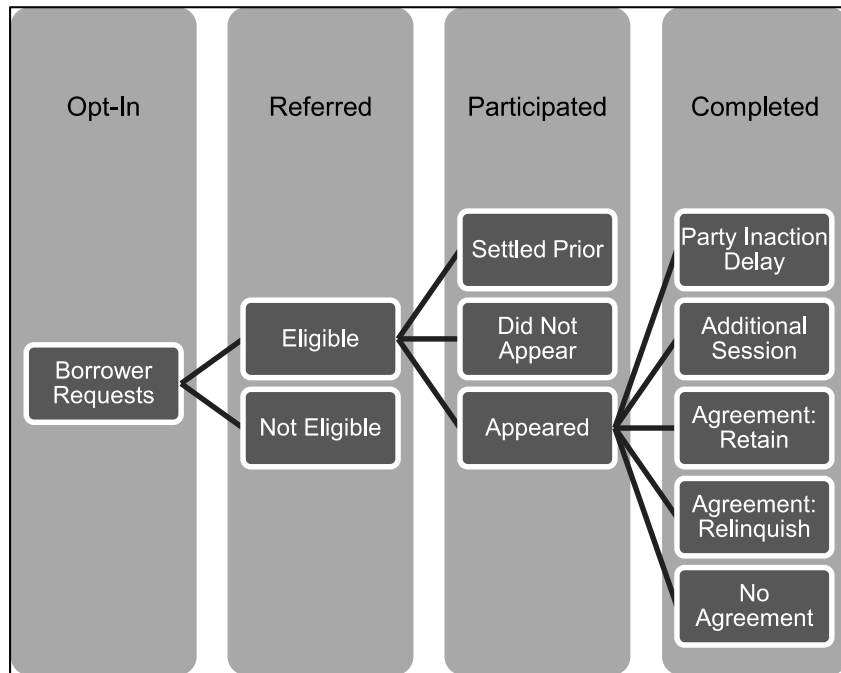 Opt-In
Referred
Participated
Completed
Borrower
Requests
Eligible
Not Eligible
Settled Prior
Did Not
Appear
Appeared
Party Inaction
Delay
Additional
Session
Agreement:
Retain
Agreement:
Relinquish
No
Agreement